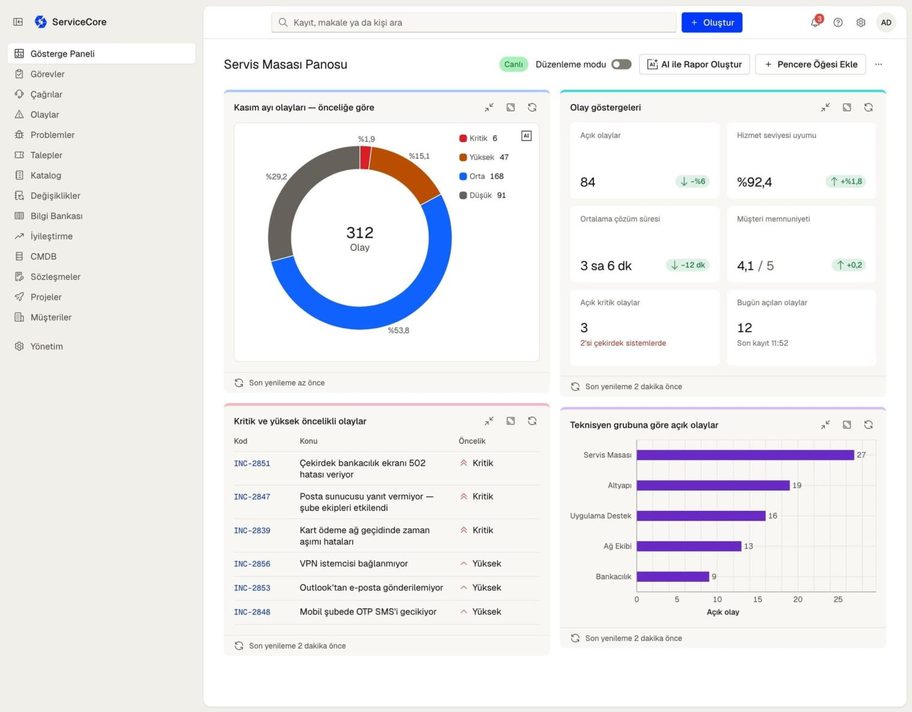 ServiceCore
Gösterge Paneli
Görevler
Çağrılar
Olaylar
Problemler
Talepler
Katalog
Değişiklikler
Bilgi Bankası
İyileştirme
CMDB
Sözleşmeler
Projeler
Müşteriler
Yönetim
Kayıt, makale ya da kişi ara
+ Oluştur
3
AD
Servis Masası Panosu
Canlı
Düzenleme modu
AI AI ile Rapor Oluştur
+ Pencere Öğesi Ekle
Kasım ayı olayları — önceliğe göre
AI
%1,9
%15,1
%29,2
%53,8
312
Olay
Kritik 6
Yüksek 47
Orta 168
Düşük 91
Son yenileme az önce
Olay göstergeleri
Açık olaylar
84
↓ −%6
Hizmet seviyesi uyumu
%92,4
↑ +%1,8
Ortalama çözüm süresi
3 sa 6 dk
↓ −12 dk
Müşteri memnuniyeti
4,1 / 5
↑ +0,2
Açık kritik olaylar
3
2'si çekirdek sistemlerde
Bugün açılan olaylar
12
Son kayıt 11:52
Son yenileme 2 dakika önce
Kritik ve yüksek öncelikli olaylar
Kod Konu Öncelik
INC-2851 Çekirdek bankacılık ekranı 502 Kritik
hatası veriyor
INC-2847 Posta sunucusu yanıt vermiyor — Kritik
şube ekipleri etkilendi
INC-2839 Kart ödeme ağ geçidinde zaman Kritik
aşımı hataları
INC-2856 VPN istemcisi bağlanmıyor Yüksek
INC-2853 Outlook'tan e-posta gönderilemiyor Yüksek
INC-2848 Mobil şubede OTP SMS'i gecikiyor Yüksek
Son yenileme 2 dakika önce
Teknisyen grubuna göre açık olaylar
Servis Masası 27
Altyapı 19
Uygulama Destek 16
Ağ Ekibi 13
Bankacılık 9
0 5 10 15 20 25
Açık olay
Son yenileme 2 dakika önce